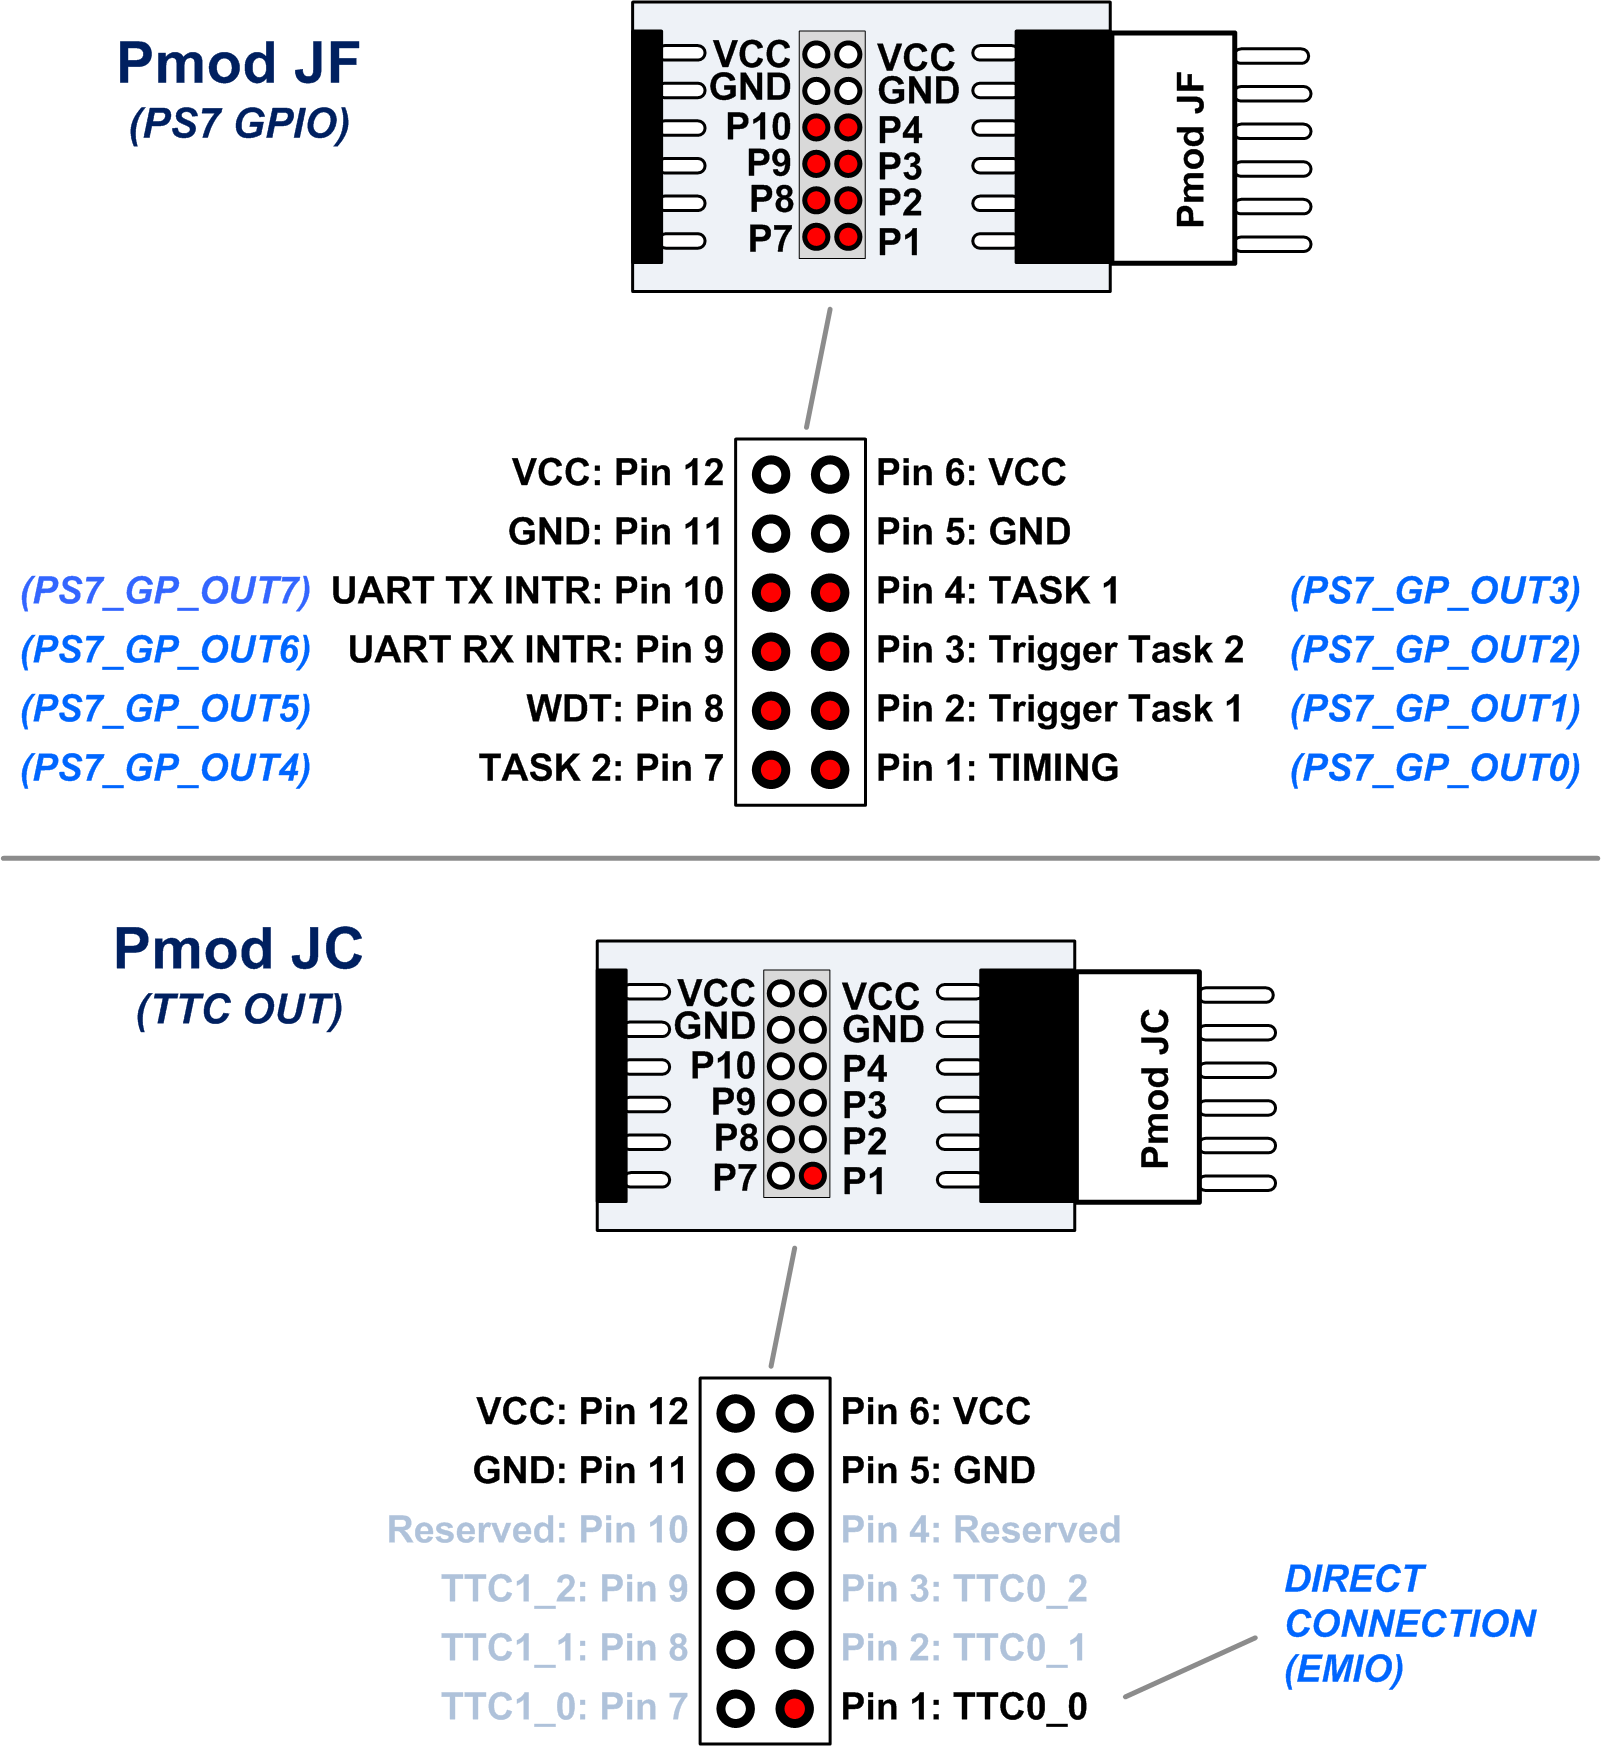 Pmod JF
(PS7 GPIO)
VCC VCC
GND GND
P10 P4
P9 P3
P8 P2
P7 P1
Pmod JF
VCC: Pin 12 Pin 6: VCC
GND: Pin 11 Pin 5: GND
(PS7_GP_OUT7) UART TX INTR: Pin 10 Pin 4: TASK 1 (PS7_GP_OUT3)
(PS7_GP_OUT6) UART RX INTR: Pin 9 Pin 3: Trigger Task 2 (PS7_GP_OUT2)
(PS7_GP_OUT5) WDT: Pin 8 Pin 2: Trigger Task 1 (PS7_GP_OUT1)
(PS7_GP_OUT4) TASK 2: Pin 7 Pin 1: TIMING (PS7_GP_OUT0)
Pmod JC
(TTC OUT)
VCC VCC
GND GND
P10 P4
P9 P3
P8 P2
P7 P1
Pmod JC
VCC: Pin 12 Pin 6: VCC
GND: Pin 11 Pin 5: GND
Reserved: Pin 10 Pin 4: Reserved
TTC1_2: Pin 9 Pin 3: TTC0_2
TTC1_1: Pin 8 Pin 2: TTC0_1
TTC1_0: Pin 7 Pin 1: TTC0_0
DIRECT
CONNECTION
(EMIO)